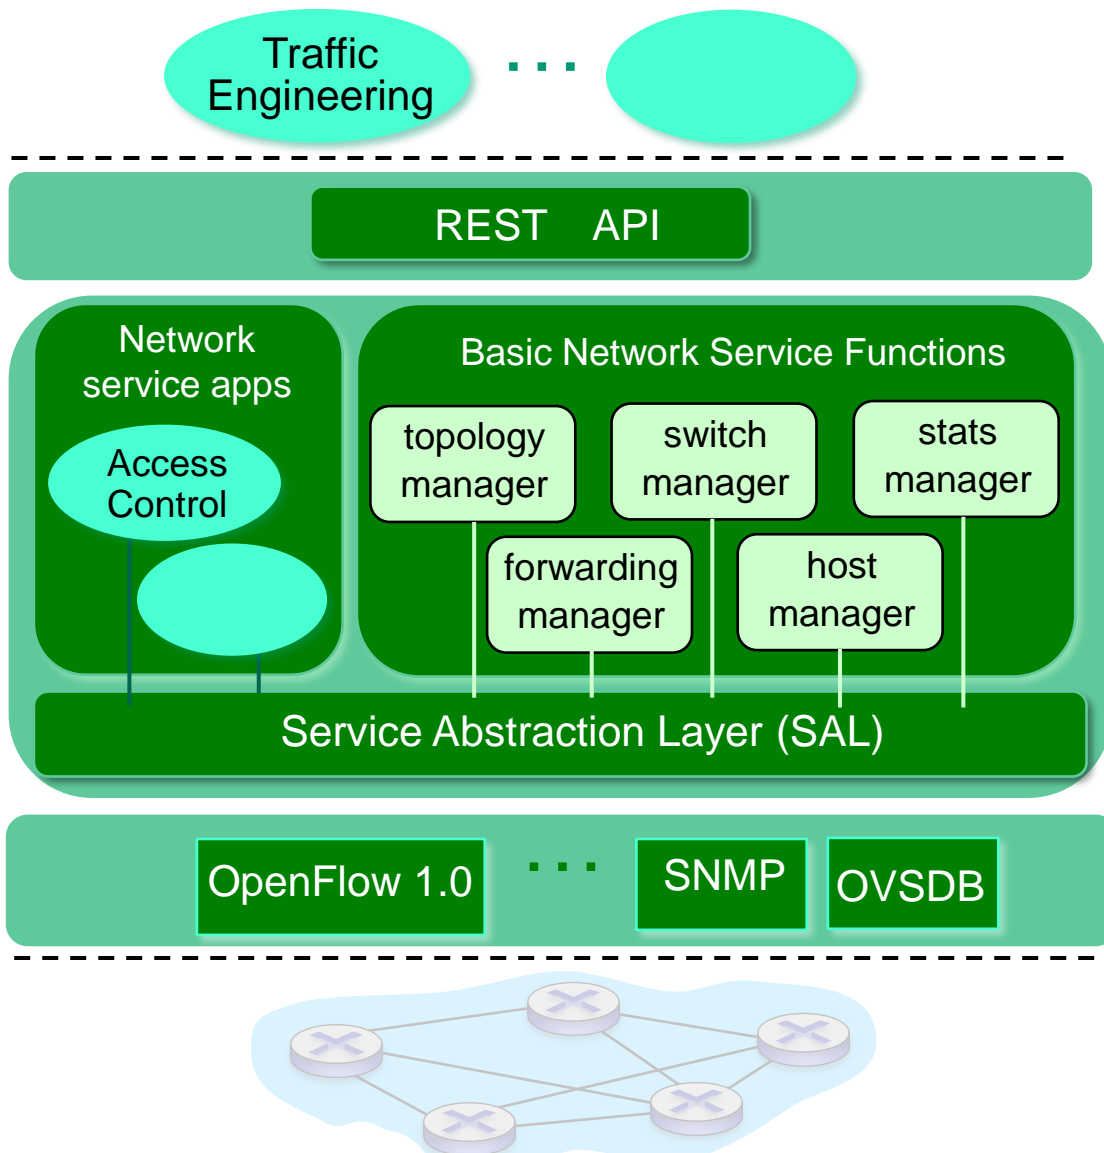 Traffic
Engineering
REST API
Network
service apps
Access
Control
Basic Network Service Functions
topology
manager
switch
manager
stats
manager
forwarding
manager
host
manager
Service Abstraction Layer (SAL)
OpenFlow 1.0
SNMP
OVSDB